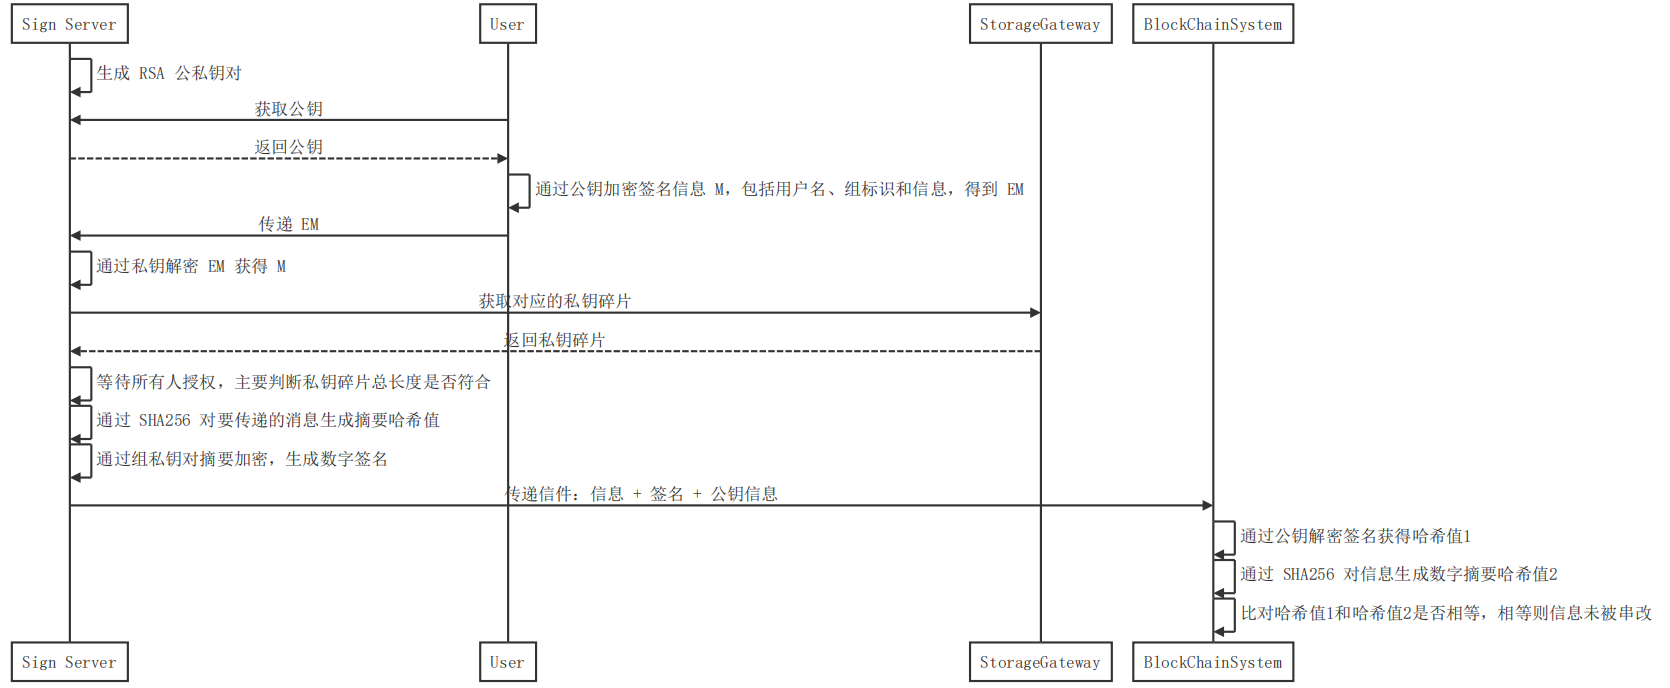 Sign Server
User
StorageGateway
BlockChainSystem
生成 RSA 公私钥对
获取公钥
返回公钥
通过公钥加密签名信息 M，包括用户名、组标识和信息，得到 EM
传递 EM
通过私钥解密 EM 获得 M
获取对应的私钥碎片
返回私钥碎片
等待所有人授权，主要判断私钥碎片总长度是否符合
通过 SHA256 对要传递的消息生成摘要哈希值
通过组私钥对摘要加密，生成数字签名
传递信件：信息 + 签名 + 公钥信息
通过公钥解密签名获得哈希值1
通过 SHA256 对信息生成数字摘要哈希值2
比对哈希值1和哈希值2是否相等，相等则信息未被串改
Sign Server
User
StorageGateway
BlockChainSystem